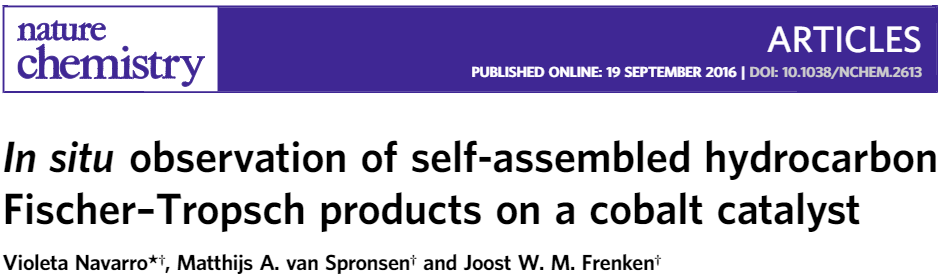 nature
chemistry
ARTICLES
PUBLISHED ONLINE: 19 SEPTEMBER 2016 | DOI: 10.1038/NCHEM.2613
In situ observation of self-assembled hydrocarbon
Fischer–Tropsch products on a cobalt catalyst
Violeta Navarro*†, Matthijs A. van Spronsen† and Joost W. M. Frenken†